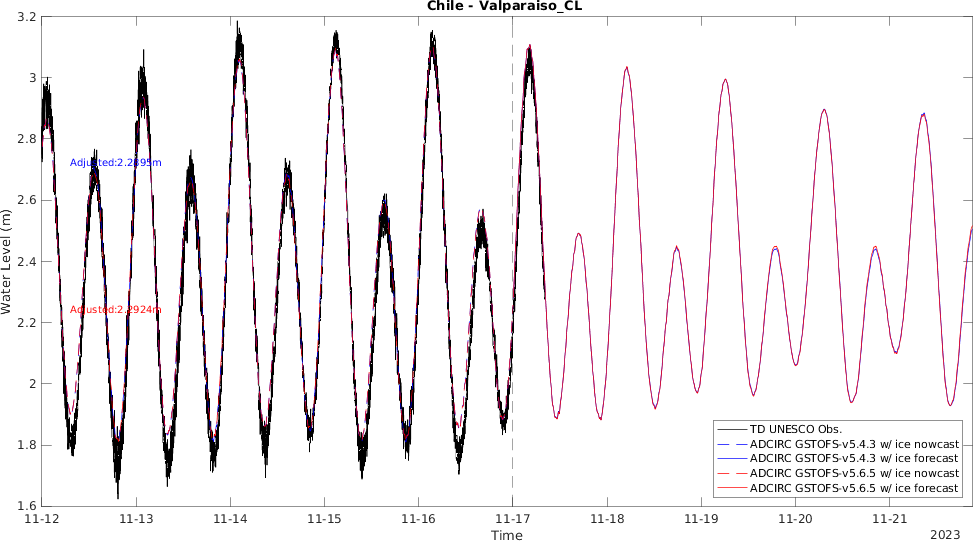 Chile - Valparaiso_CL
3.2
3
2.8
2.6
2.4
2.2
2
1.8
1.6
Water Level (m)
Adjusted:2.2895m
Adjusted:2.2924m
TD UNESCO Obs.
ADCIRC GSTOFS-v5.4.3 w/ ice nowcast
ADCIRC GSTOFS-v5.4.3 w/ ice forecast
ADCIRC GSTOFS-v5.6.5 w/ ice nowcast
ADCIRC GSTOFS-v5.6.5 w/ ice forecast
11-12
11-13
11-14
11-15
11-16
11-17
11-18
11-19
11-20
11-21
Time
2023